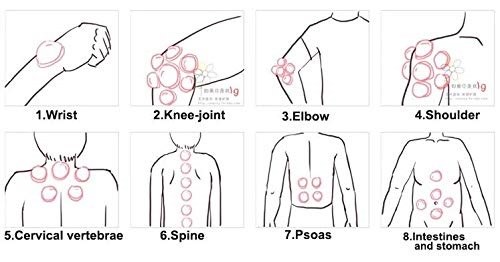 1.Wrist
2.Knee-joint
3.Elbow
4.Shoulder
5.Cervical vertebrae
6.Spine
7.Psoas
8.Intestines
and stomach